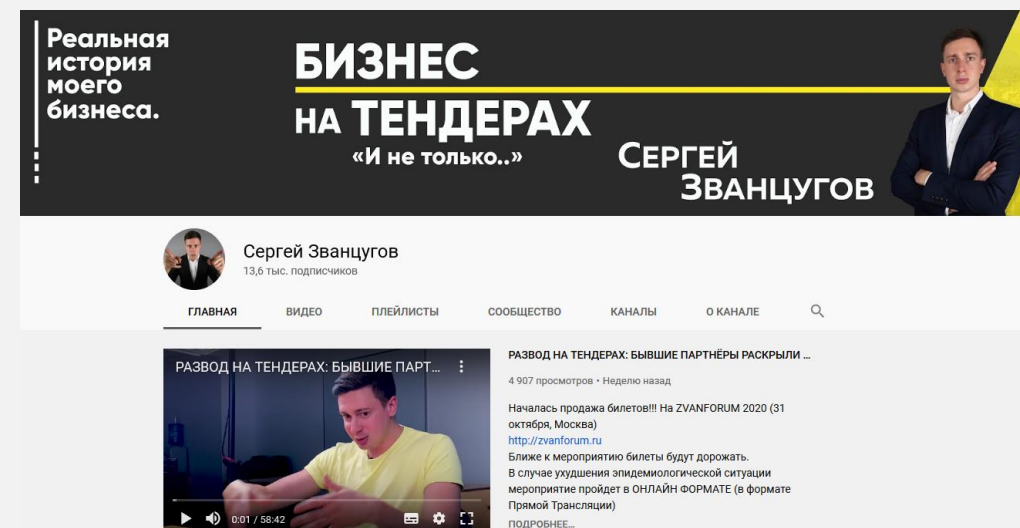 Реальная
история
моего
бизнеса.
БИЗНЕС
НА ТЕНДЕРАХ
«И не только..»
СЕРГЕЙ
ЗВАНЦУГОВ
Сергей Званцугов
13,6 тыс. подписчиков
ГЛАВНАЯ
ВИДЕО
ПЛЕЙЛИСТЫ
СООБЩЕСТВО
КАНАЛЫ
О КАНАЛЕ
РАЗВОД НА ТЕНДЕРАХ: БЫВШИЕ ПАРТ...
0:01 / 58:42
РАЗВОД НА ТЕНДЕРАХ: БЫВШИЕ ПАРТНЁРЫ РАСКРЫЛИ ...
4 907 просмотров • Неделю назад
Началась продажа билетов!!! На ZVANFORUM 2020 (31
октября, Москва)
http://zvanforum.ru
Ближе к мероприятию билеты будут дорожать.
В случае ухудшения эпидемиологической ситуации
мероприятие пройдет в ОНЛАЙН ФОРМАТЕ (в формате
Прямой Трансляции)
ПОДРОБНЕЕ...